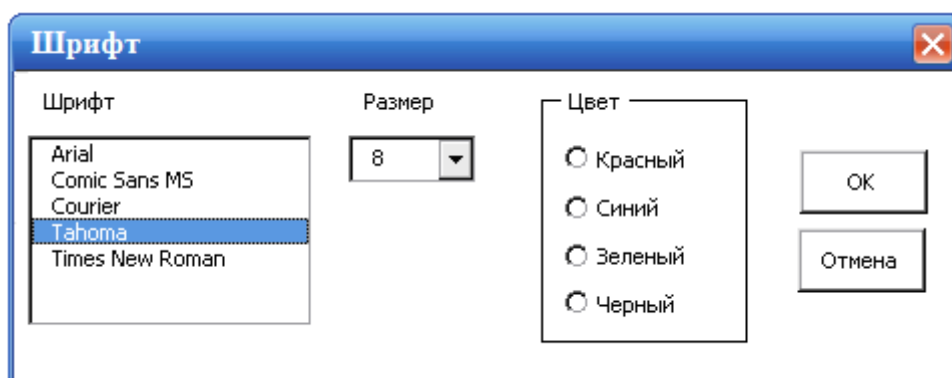 Шрифт
Шрифт
Размер
Цвет
Arial
Comic Sans MS
Courier
Tahoma
Times New Roman
8
Красный
Синий
Зеленый
Черный
OK
Отмена